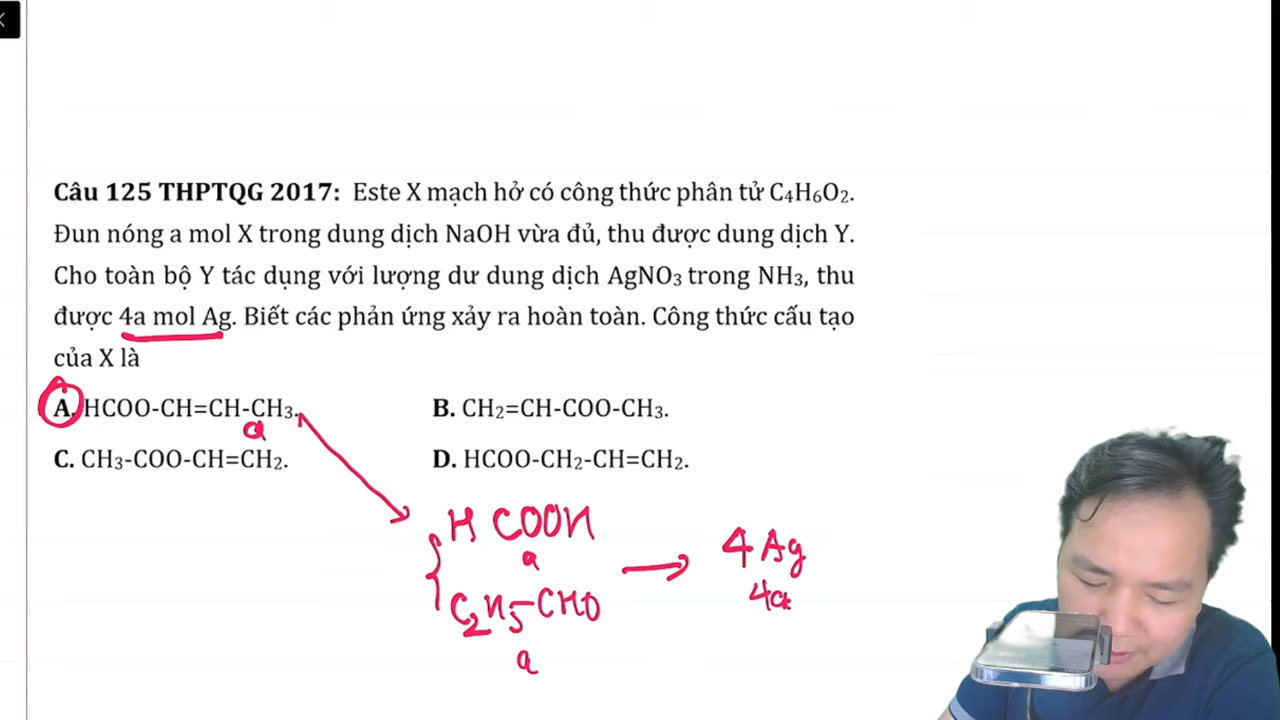 Câu 125 THPTQG 2017: Este X mạch hở có công thức phân tử C₄H₆O₂.
Đun nóng a mol X trong dung dịch NaOH vừa đủ, thu được dung dịch Y.
Cho toàn bộ Y tác dụng với lượng dư dung dịch AgNO₃ trong NH₃, thu
được 4a mol Ag. Biết các phản ứng xảy ra hoàn toàn. Công thức cấu tạo
của X là
A. HCOO-CH=CH-CH₃. B. CH₂=CH-COO-CH₃.
a
C. CH₃-COO-CH=CH₂. D. HCOO-CH₂-CH=CH₂.
HCOOH
4Ag
a
4a
C₂H₅-CHO
a